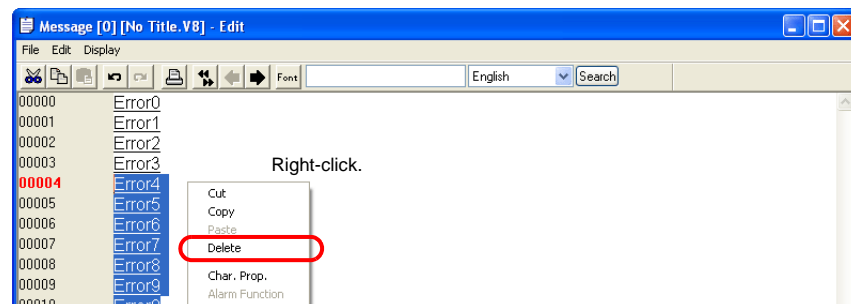 Message [0] [No Title.V8] - Edit
File Edit Display
Font English Search
00000 Error0
00001 Error1
00002 Error2
00003 Error3
Right-click.
00004 Error4
Cut
00005 Error5
Copy
00006 Error6
Paste
00007 Error7
Delete
00008 Error8
Char. Prop.
00009 Error9
Alarm Function